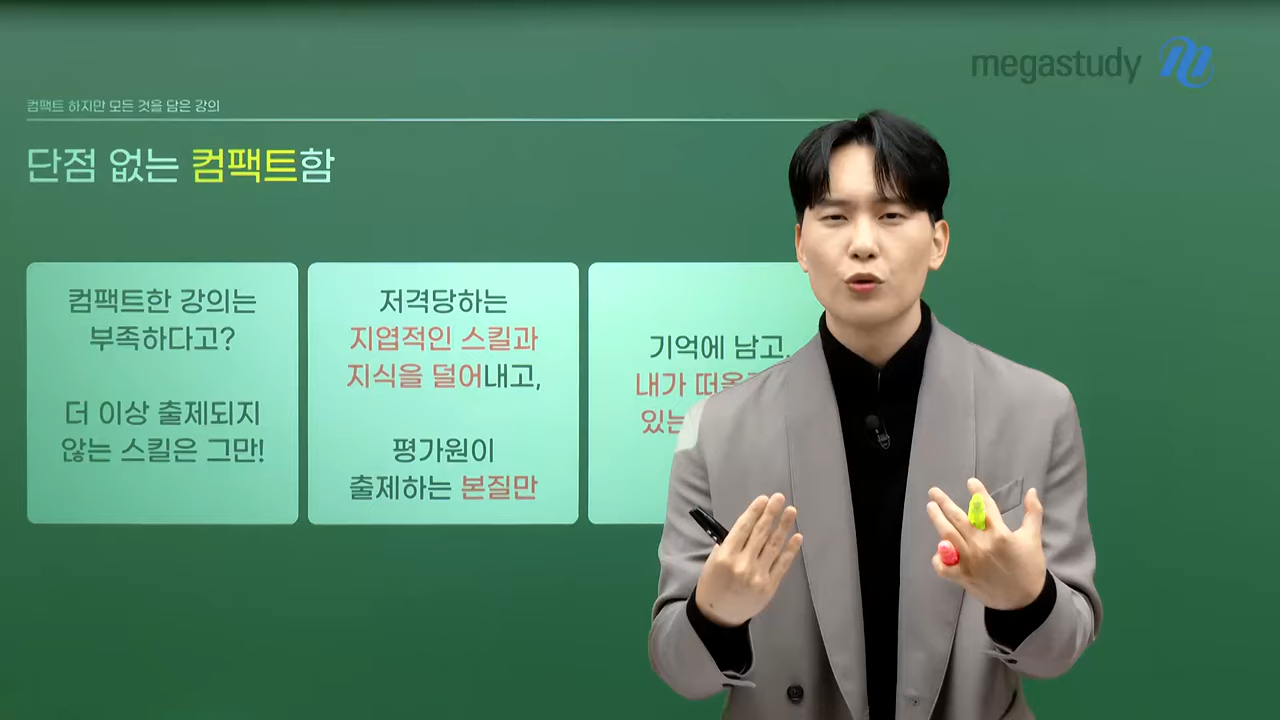 megastudy
컴팩트 하지만 모든 것을 담은 강의
단점 없는 컴팩트함
컴팩트한 강의는
부족하다고?
더 이상 출제되지
않는 스킬은 그만!
저격당하는
지엽적인 스킬과
지식을 덜어내고,
평가원이
출제하는 본질만
기억에 남고.
내가
있는